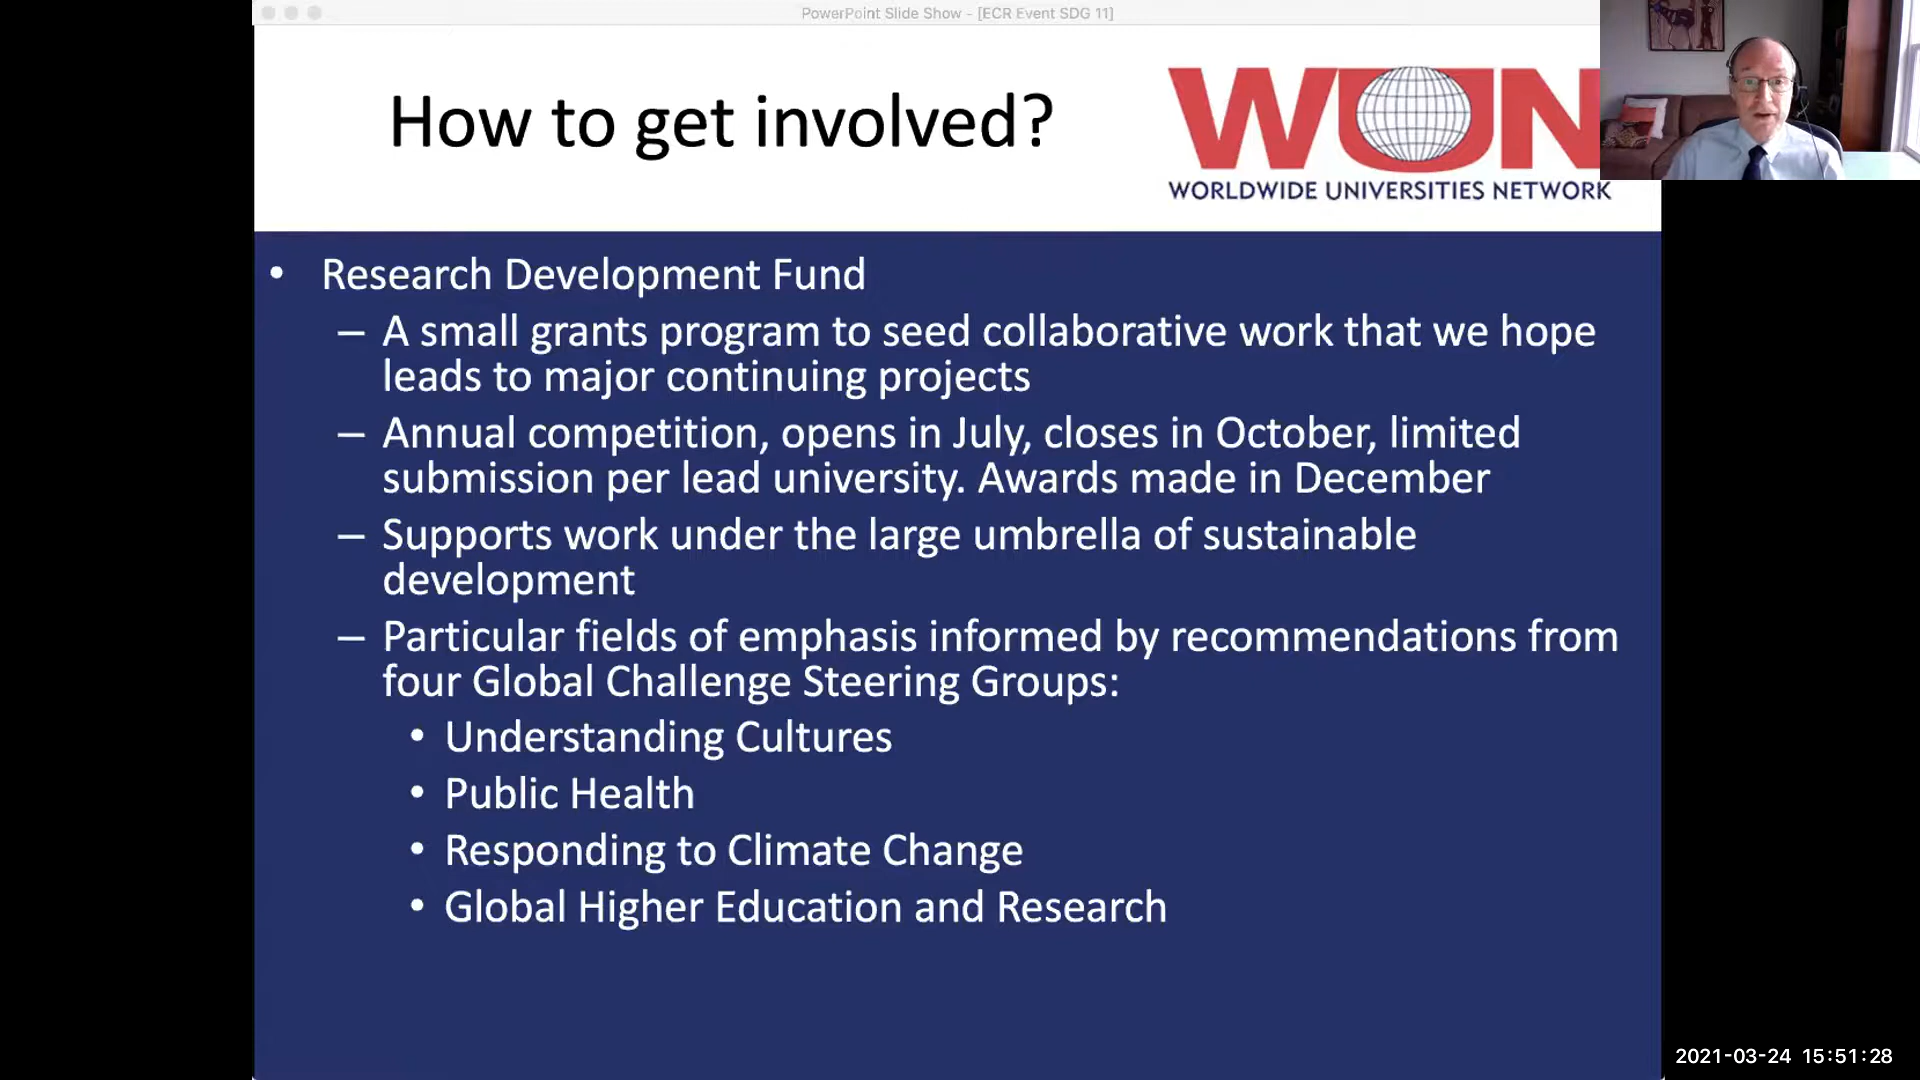 PowerPoint Slide Show - [ECR Event SDG 11]
How to get involved?
WUN
WORLDWIDE UNIVERSITIES NETWORK
• Research Development Fund
– A small grants program to seed collaborative work that we hope
leads to major continuing projects
– Annual competition, opens in July, closes in October, limited
submission per lead university. Awards made in December
– Supports work under the large umbrella of sustainable
development
– Particular fields of emphasis informed by recommendations from
four Global Challenge Steering Groups:
• Understanding Cultures
• Public Health
• Responding to Climate Change
• Global Higher Education and Research
2021-03-24 15:51:28